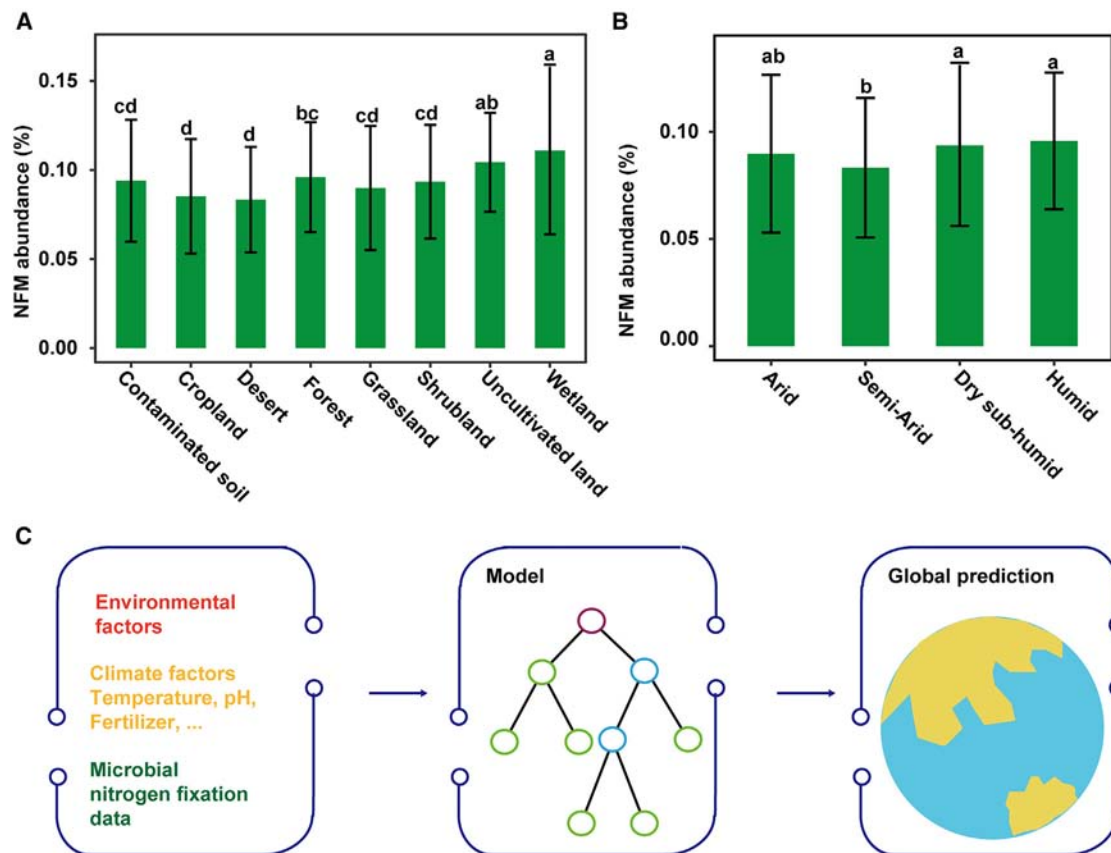 A
NFM abundance (%)
0.15
0.10
0.05
0.00
cd
d
d
bc
cd
cd
ab
a
Contaminated soil
Cropland
Desert
Forest
Grassland
Shrubland
Uncultivated land
Wetland
B
NFM abundance (%)
0.10
0.05
0.00
ab
b
a
a
Arid
Semi-Arid
Dry sub-humid
Humid
C
Environmental
factors
Climate factors
Temperature, pH,
Fertilizer, ...
Microbial
nitrogen fixation
data
Model
Global prediction